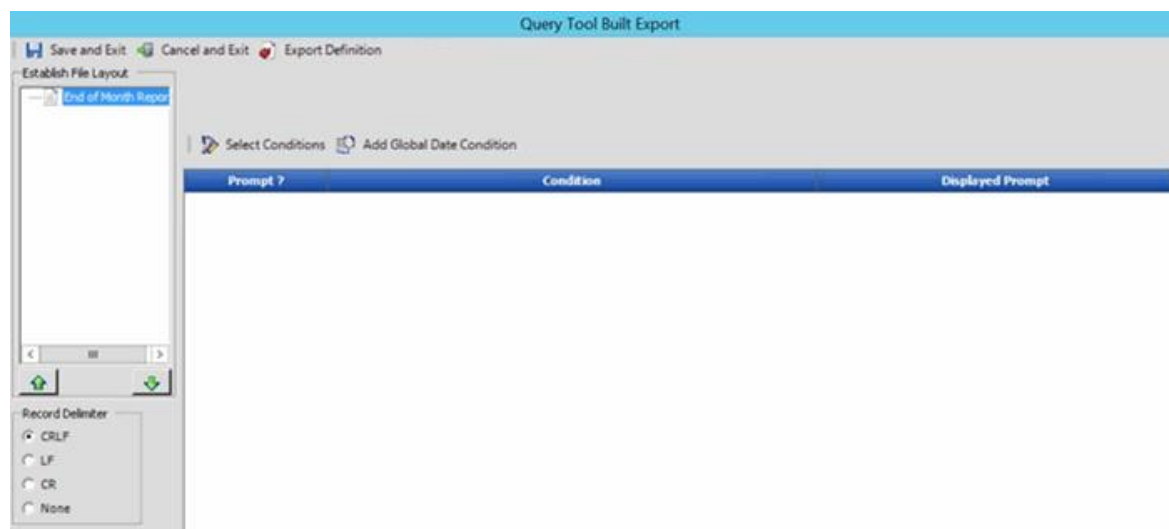 Query Tool Built Export
Save and Exit Cancel and Exit Export Definition
Establish File Layout
End of Month Repor
Select Conditions Add Global Date Condition
Prompt ? Condition Displayed Prompt
Record Delimiter
CRLF
LF
CR
None